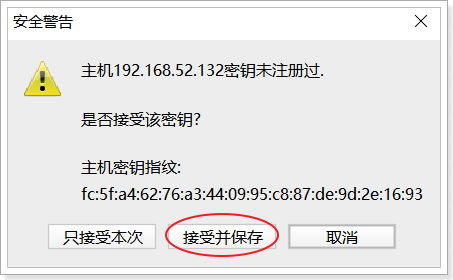 安全警告
主机192.168.52.132密钥未注册过.
是否接受该密钥?
主机密钥指纹:
fc:5f:a4:62:76:a3:44:09:95:c8:87:de:9d:2e:16:93
只接受本次 接受并保存 取消